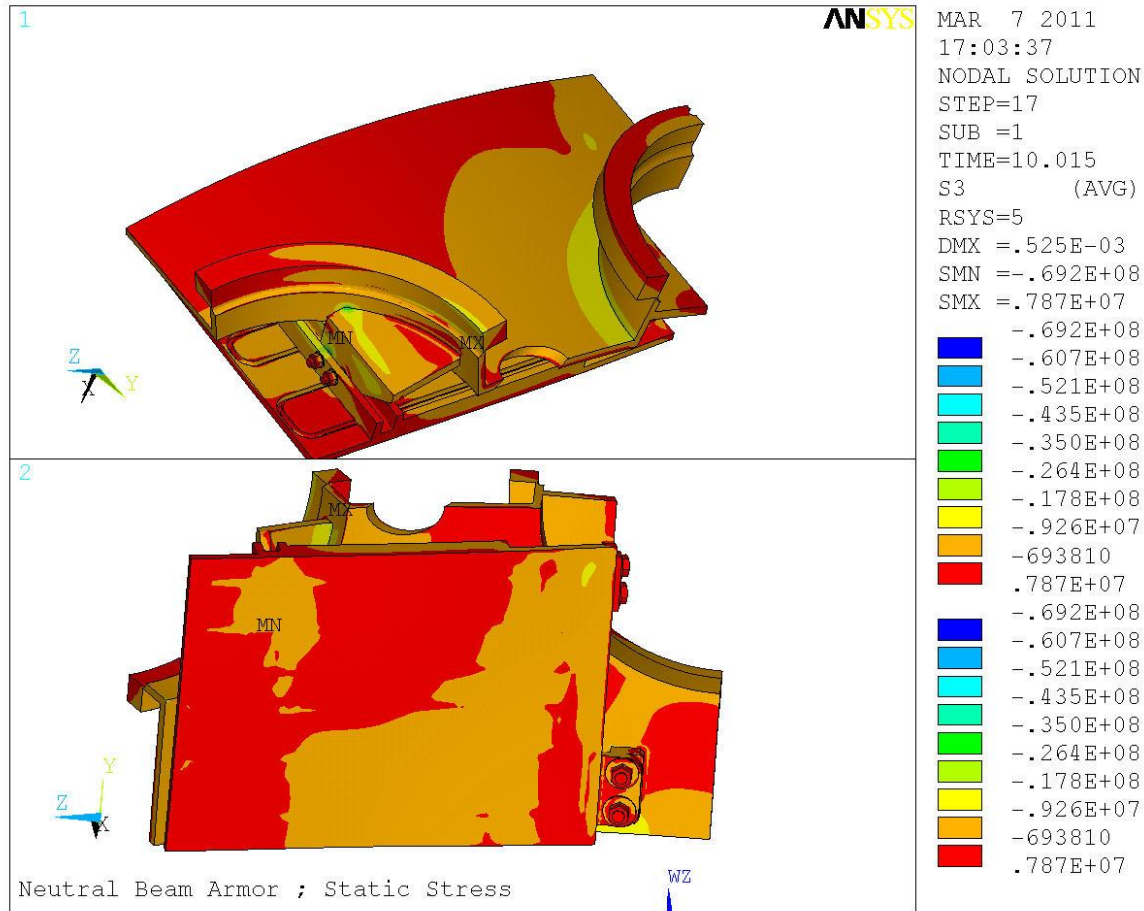 1
ANSYS
MN
MX
Z
X
Y
2
MX
MN
Y
Z
X
Neutral Beam Armor ; Static Stress
WZ
MAR 7 2011
17:03:37
NODAL SOLUTION
STEP=17
SUB =1
TIME=10.015
S3 (AVG)
RSYS=5
DMX =.525E-03
SMN=-.692E+08
SMX =.787E+07
-.692E+08
-.607E+08
-.521E+08
-.435E+08
-.350E+08
-.264E+08
-.178E+08
-.926E+07
-693810
.787E+07
-.692E+08
-.607E+08
-.521E+08
-.435E+08
-.350E+08
-.264E+08
-.178E+08
-.926E+07
-693810
.787E+07